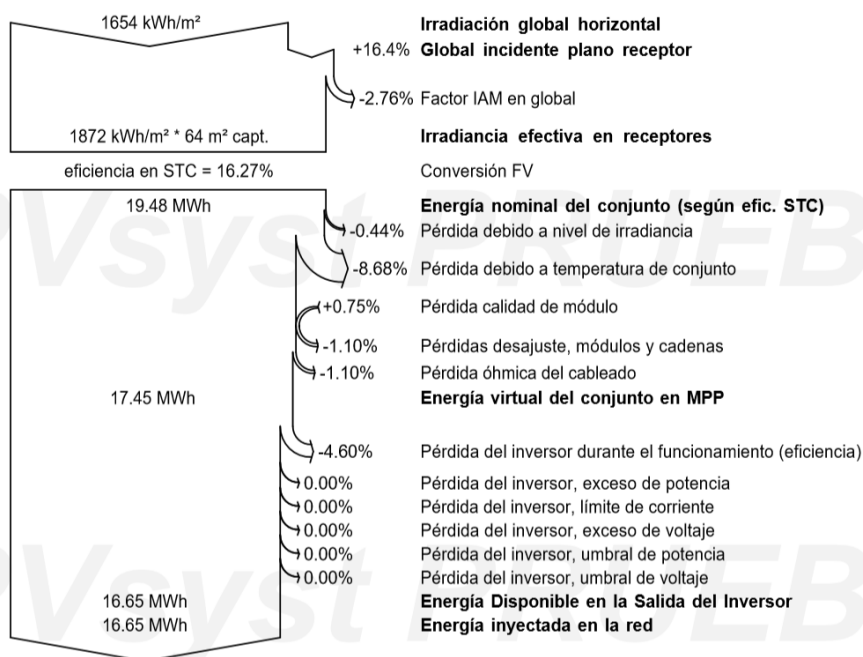 1654 kWh/m² Irradiación global horizontal
+16.4% Global incidente plano receptor
-2.76% Factor IAM en global
1872 kWh/m² * 64 m² capt. Irradiancia efectiva en receptores
eficiencia en STC = 16.27% Conversión FV
19.48 MWh Energía nominal del conjunto (según efic. STC)
-0.44% Pérdida debido a nivel de irradiancia
PVsyst PRUEB
-8.68% Pérdida debido a temperatura de conjunto
+0.75% Pérdida calidad de módulo
-1.10% Pérdidas desajuste, módulos y cadenas
-1.10% Pérdida óhmica del cableado
17.45 MWh Energía virtual del conjunto en MPP
-4.60% Pérdida del inversor durante el funcionamiento (eficiencia)
0.00% Pérdida del inversor, exceso de potencia
0.00% Pérdida del inversor, límite de corriente
0.00% Pérdida del inversor, exceso de voltaje
0.00% Pérdida del inversor, umbral de potencia
0.00% Pérdida del inversor, umbral de voltaje
PVsyst PRUEB
16.65 MWh Energía Disponible en la Salida del Inversor
16.65 MWh Energía inyectada en la red